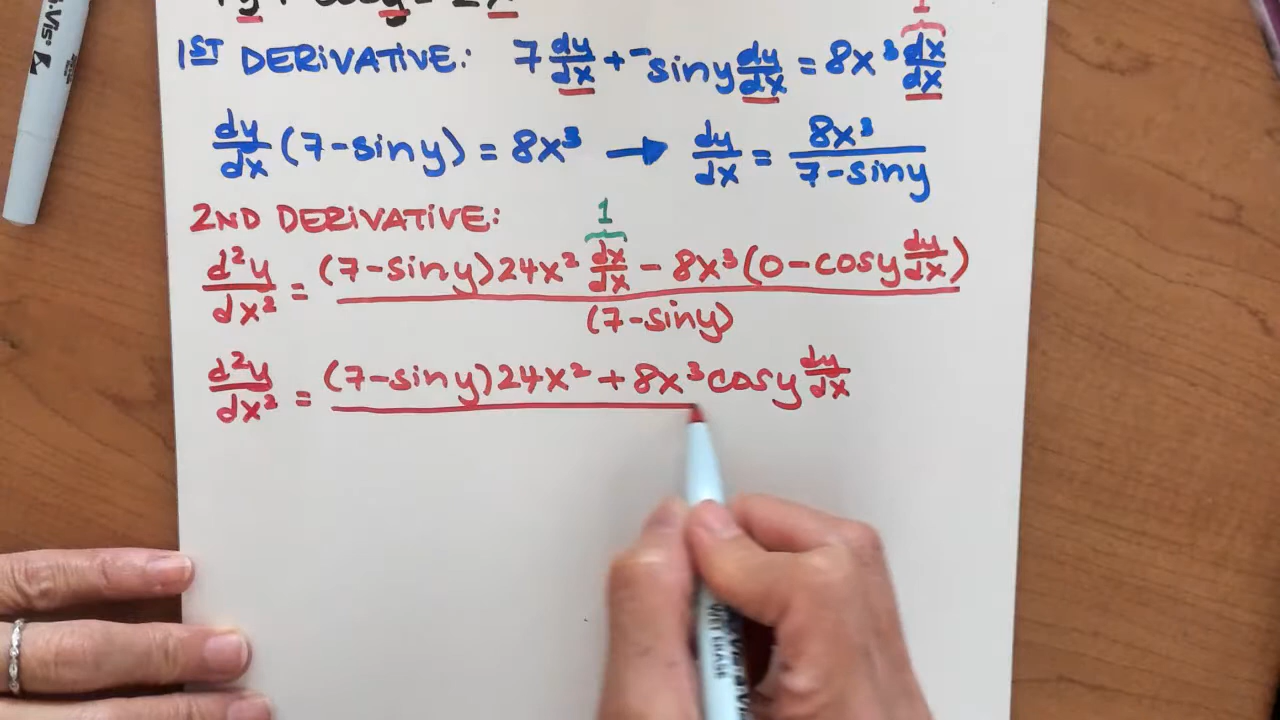 1
1ST DERIVATIVE: 7 dy/dx + -siny dy/dx = 8x³ dx/dx
dy/dx (7-siny) = 8x³ → dy/dx = 8x³/7-siny
2ND DERIVATIVE:
1
d²y/dx² = (7-siny)24x² dx/dx - 8x³(0-cosy dy/dx)/(7-siny)
d²y/dx² = (7-siny)24x² + 8x³cosy dy/dx